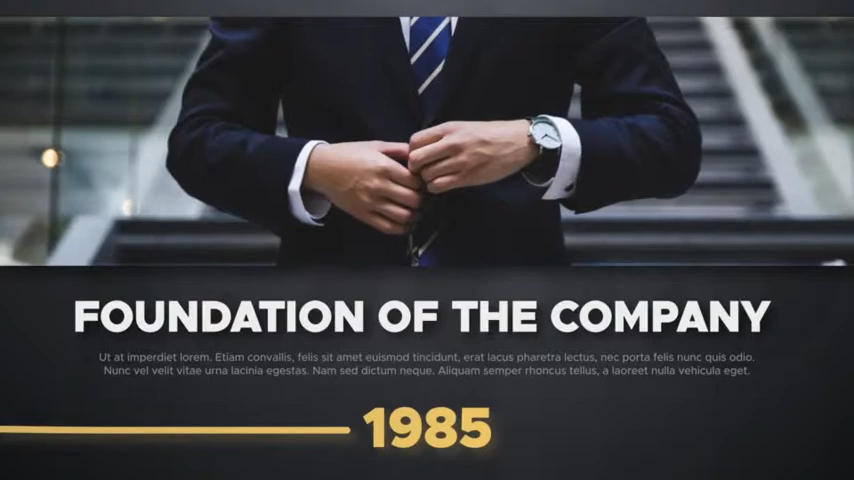 FOUNDATION OF THE COMPANY
Ut at imperdiet lorem. Etiam convallis, felis sit amet euismod tincidunt, erat lacus pharetra lectus, nec porta felis nunc quis odio.
Nunc vel velit vitae urna lacinia egestas. Nam sed dictum neque. Aliquam semper rhoncus tellus, a laoreet nulla vehicula eget.
1985